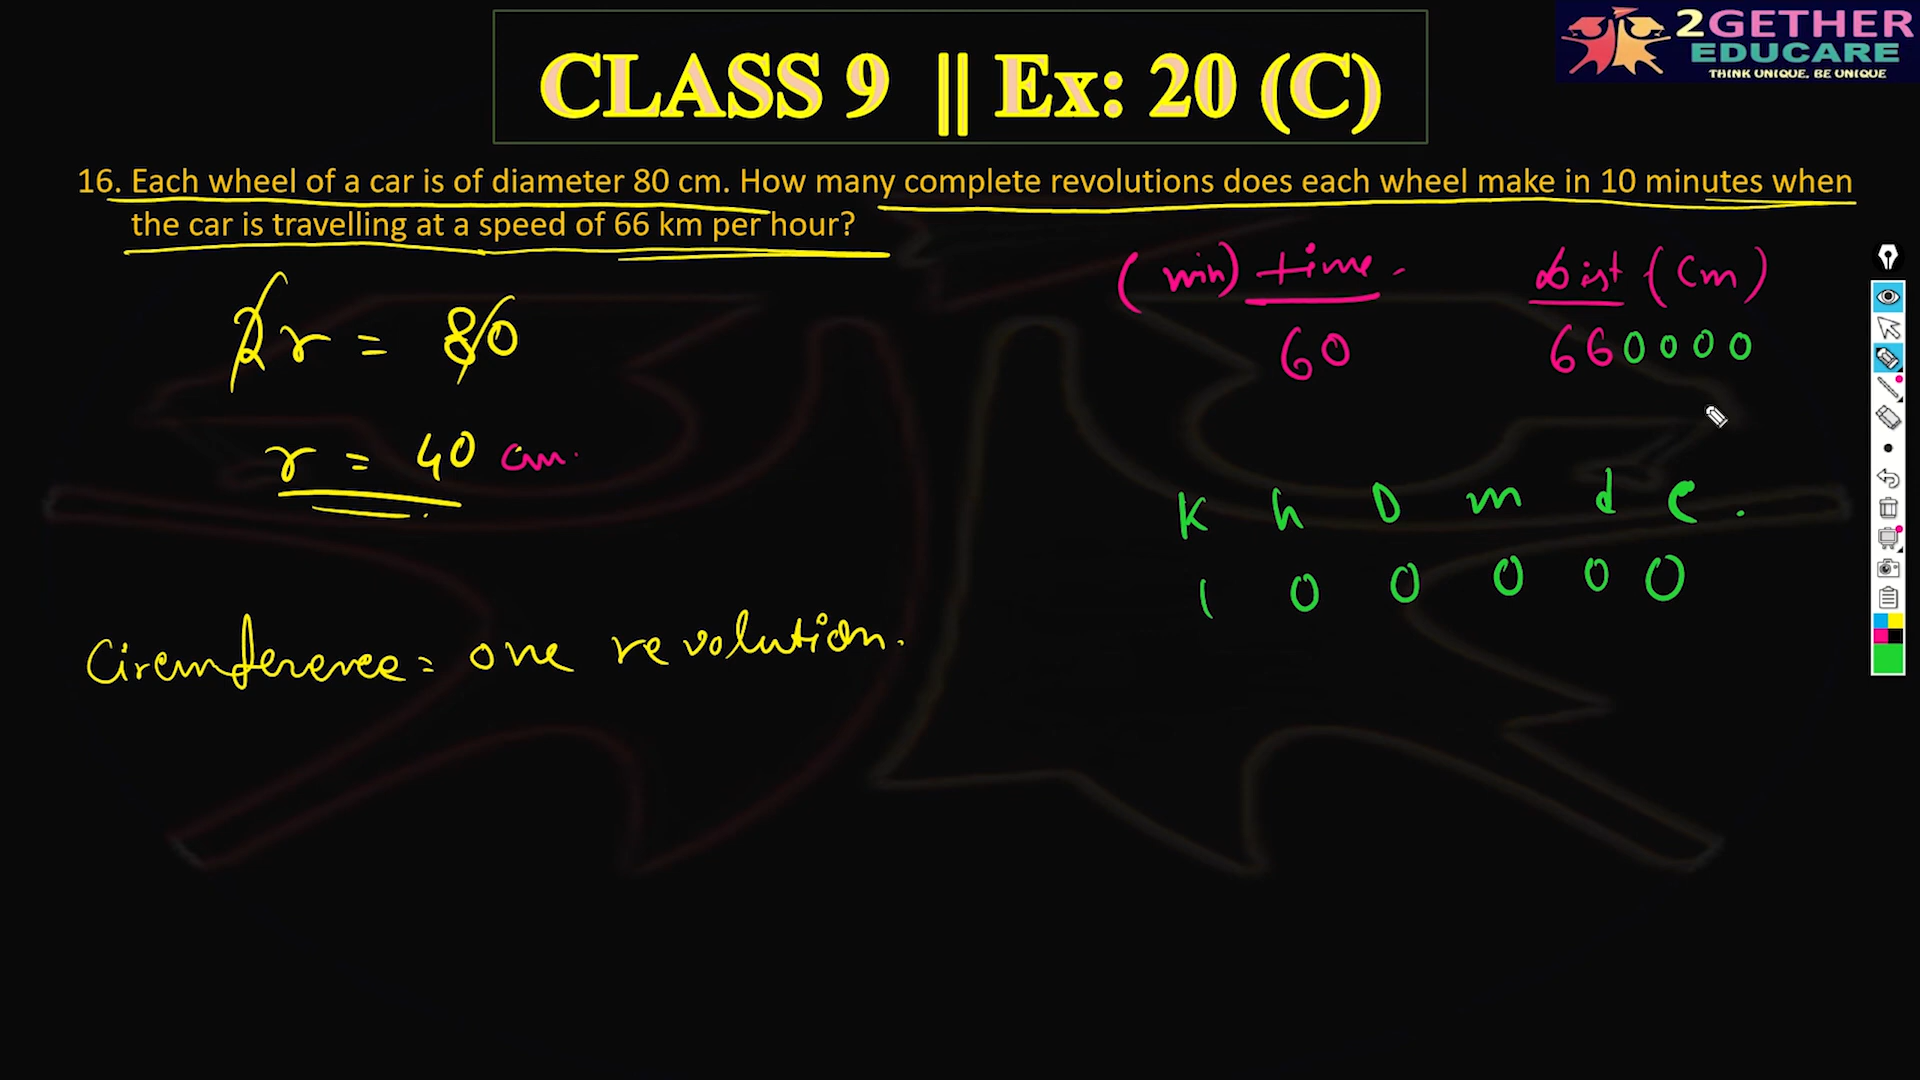 2GETHER
EDUCARE
THINK UNIQUE. BE UNIQUE
CLASS 9 || Ex: 20 (C)
16. Each wheel of a car is of diameter 80 cm. How many complete revolutions does each wheel make in 10 minutes when
the car is travelling at a speed of 66 km per hour?
(min) time - dist (cm)
2r = 80
60 660000
r = 40 cm.
K h D m d c .
1 0 0 0 0 0
Circumference = one revolution.